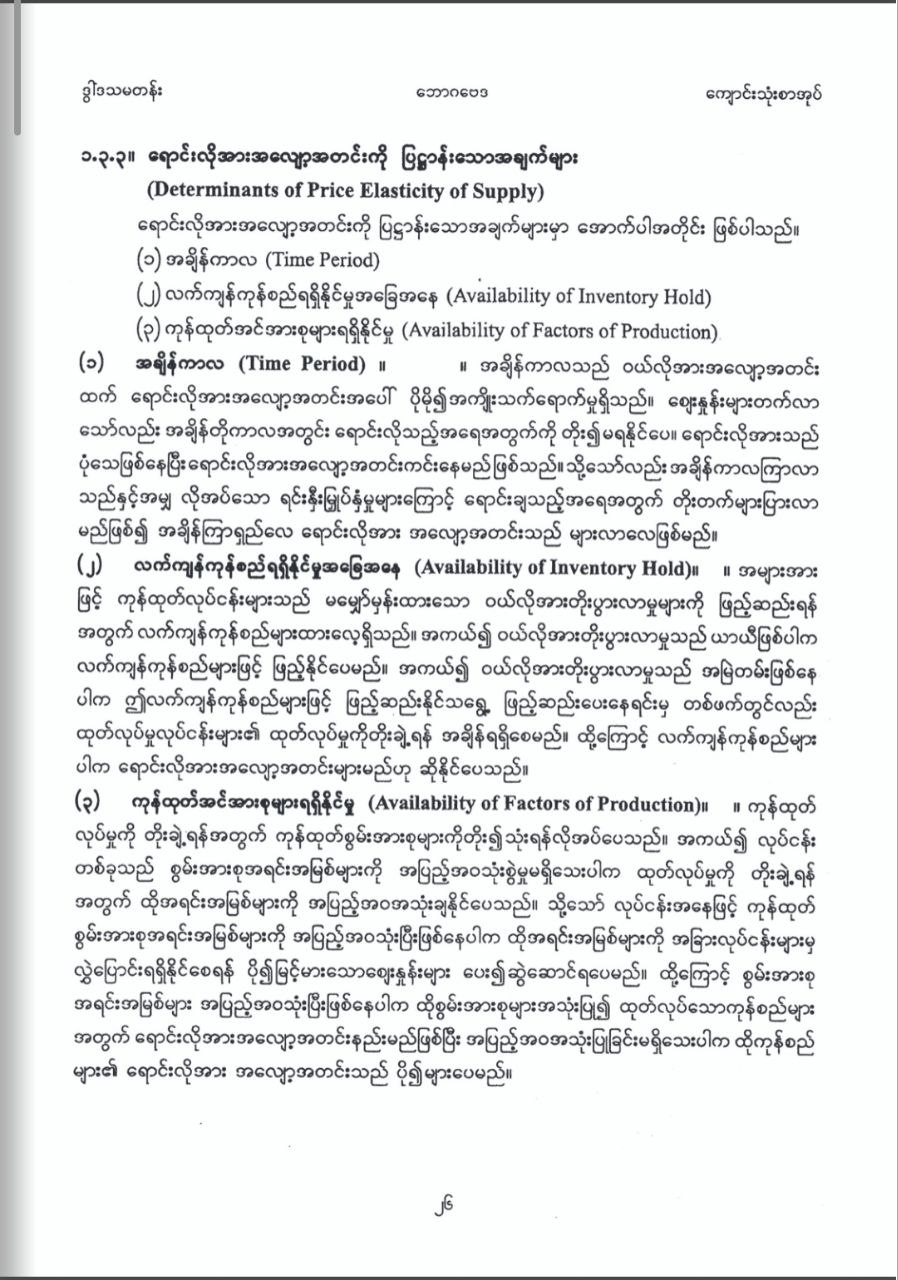 ဒွါဒသမတန်း ဘောဂဗေဒ ကျောင်းသုံးစာအုပ်
၁.၃.၃။ ရောင်းလိုအားအလျော့အတင်းကို ပြဋ္ဌာန်းသောအချက်များ
(Determinants of Price Elasticity of Supply)
ရောင်းလိုအားအလျော့အတင်းကို ပြဋ္ဌာန်းသောအချက်များမှာ အောက်ပါအတိုင်း ဖြစ်ပါသည်။
(၁) အချိန်ကာလ (Time Period)
(၂) လက်ကျန်ကုန်စည်ရရှိနိုင်မှုအခြေအနေ (Availability of Inventory Hold)
(၃) ကုန်ထုတ်အင်အားစုများရရှိနိုင်မှု (Availability of Factors of Production)
(၁) အချိန်ကာလ (Time Period) ။ ။ အချိန်ကာလသည် ဝယ်လိုအားအလျော့အတင်း
ထက် ရောင်းလိုအားအလျော့အတင်းအပေါ် ပိုမို၍အကျိုးသက်ရောက်မှုရှိသည်။ ဈေးနှုန်းများတက်လာ
သော်လည်း အချိန်တိုကာလအတွင်း ရောင်းလိုသည့်အရေအတွက်ကို တိုး၍မရနိုင်ပေ။ ရောင်းလိုအားသည်
ပုံသေဖြစ်နေပြီး ရောင်းလိုအားအလျော့အတင်းကင်းနေမည်ဖြစ်သည်။ သို့သော်လည်း အချိန်ကာလကြာလာ
သည်နှင့်အမျှ လိုအပ်သော ရင်းနှီးမြှုပ်နှံမှုများကြောင့် ရောင်းချသည့်အရေအတွက် တိုးတက်များပြားလာ
မည်ဖြစ်၍ အချိန်ကြာရှည်လေ ရောင်းလိုအား အလျော့အတင်းသည် များလာလေဖြစ်မည်။
(၂) လက်ကျန်ကုန်စည်ရရှိနိုင်မှုအခြေအနေ (Availability of Inventory Hold)။ ။ အများအား
ဖြင့် ကုန်ထုတ်လုပ်ငန်းများသည် မမျှော်မှန်းထားသော ဝယ်လိုအားတိုးပွားလာမှုများကို ဖြည့်ဆည်းရန်
အတွက် လက်ကျန်ကုန်စည်များထားလေ့ရှိသည်။ အကယ်၍ ဝယ်လိုအားတိုးပွားလာမှုသည် ယာယီဖြစ်ပါက
လက်ကျန်ကုန်စည်များဖြင့် ဖြည့်နိုင်ပေမည်။ အကယ်၍ ဝယ်လိုအားတိုးပွားလာမှုသည် အမြဲတမ်းဖြစ်နေ
ပါက ဤလက်ကျန်ကုန်စည်များဖြင့် ဖြည့်ဆည်းနိုင်သရွေ့ ဖြည့်ဆည်းပေးနေရင်းမှ တစ်ဖက်တွင်လည်း
ထုတ်လုပ်မှုလုပ်ငန်းများ၏ ထုတ်လုပ်မှုကိုတိုးချဲ့ရန် အချိန်ရရှိစေမည်။ ထို့ကြောင့် လက်ကျန်ကုန်စည်များ
ပါက ရောင်းလိုအားအလျော့အတင်းများမည်ဟု ဆိုနိုင်ပေသည်။
(၃) ကုန်ထုတ်အင်အားစုများရရှိနိုင်မှု (Availability of Factors of Production)။ ။ ကုန်ထုတ်
လုပ်မှုကို တိုးချဲ့ရန်အတွက် ကုန်ထုတ်စွမ်းအားစုများကိုတိုး၍သုံးရန်လိုအပ်ပေသည်။ အကယ်၍ လုပ်ငန်း
တစ်ခုသည် စွမ်းအားစုအရင်းအမြစ်များကို အပြည့်အဝသုံးစွဲမှုမရှိသေးပါက ထုတ်လုပ်မှုကို တိုးချဲ့ရန်
အတွက် ထိုအရင်းအမြစ်များကို အပြည့်အဝအသုံးချနိုင်ပေသည်။ သို့သော် လုပ်ငန်းအနေဖြင့် ကုန်ထုတ်
စွမ်းအားစုအရင်းအမြစ်များကို အပြည့်အဝသုံးပြီးဖြစ်နေပါက ထိုအရင်းအမြစ်များကို အခြားလုပ်ငန်းများမှ
လွှဲပြောင်းရရှိနိုင်စေရန် ပို၍မြင့်မားသောဈေးနှုန်းများ ပေး၍ဆွဲဆောင်ရပေမည်။ ထို့ကြောင့် စွမ်းအားစု
အရင်းအမြစ်များ အပြည့်အဝသုံးပြီးဖြစ်နေပါက ထိုစွမ်းအားစုများအသုံးပြု၍ ထုတ်လုပ်သောကုန်စည်များ
အတွက် ရောင်းလိုအားအလျော့အတင်းနည်းမည်ဖြစ်ပြီး အပြည့်အဝအသုံးပြုခြင်းမရှိသေးပါက ထိုကုန်စည်
များ၏ ရောင်းလိုအား အလျော့အတင်းသည် ပို၍များပေမည်။
၂၆